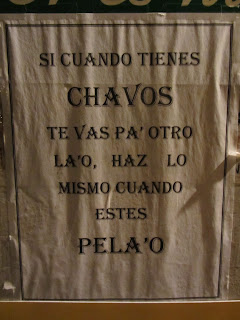 SI CUANDO TIENES
CHAVOS
TE VAS PA' OTRO
LA'O, HAZ LO
MISMO CUANDO
ESTES
PELA'O